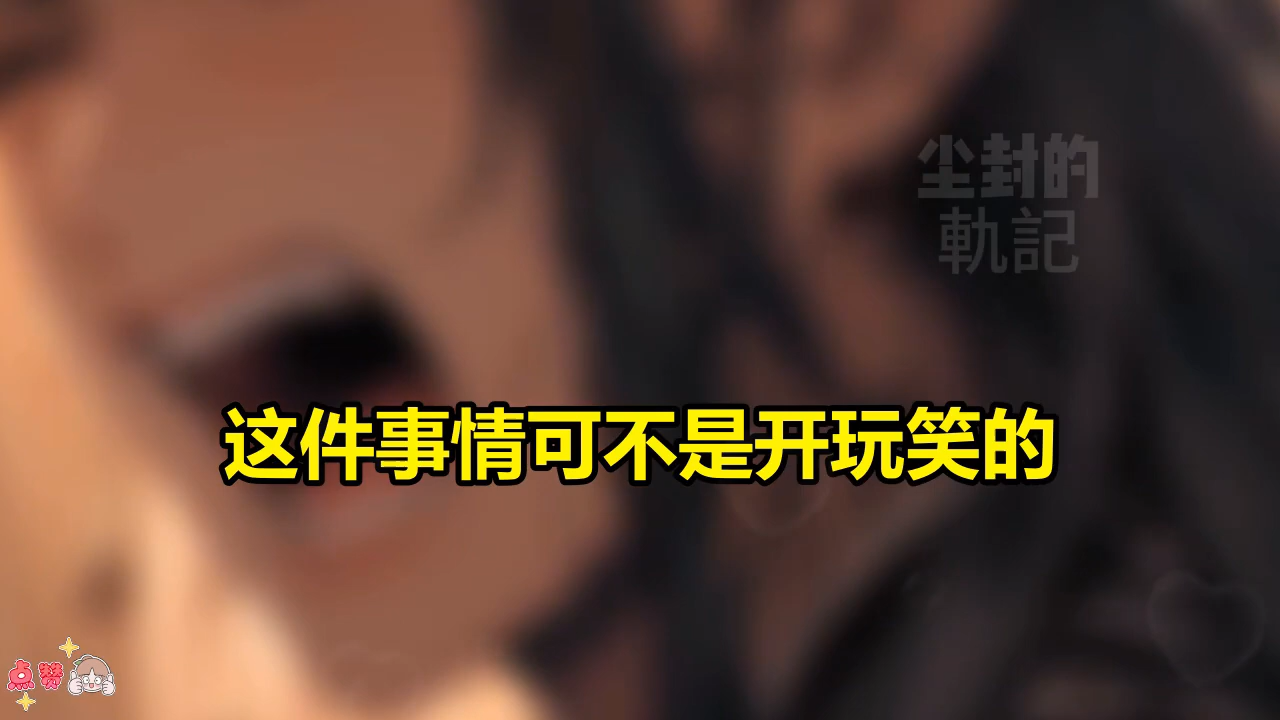 尘封的
軌記
这件事情可不是开玩笑的
点赞